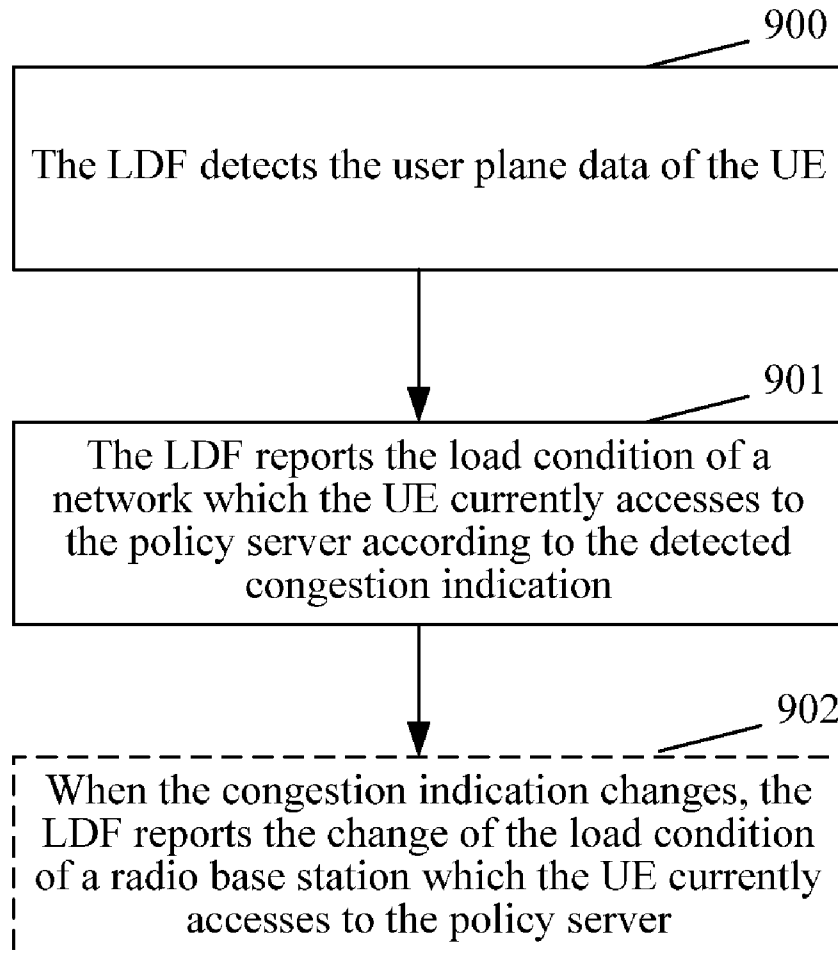 900
The LDF detects the user plane data of the UE
901
The LDF reports the load condition of a
network which the UE currently accesses to
the policy server according to the detected
congestion indication
902
When the congestion indication changes, the
LDF reports the change of the load condition
of a radio base station which the UE currently
accesses to the policy server